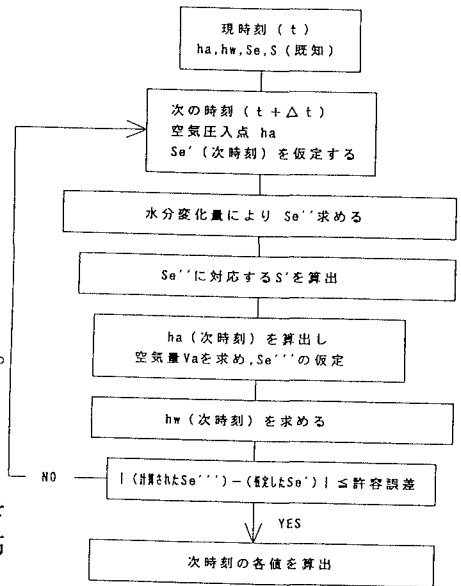 現時刻 (t)
ha,hw,Se,S (既知)
次の時刻 (t+Δt)
空気圧入点 ha
Se' (次時刻) を仮定する
水分変化量により Se''求める
Se''に対応するS'を算出
ha (次時刻) を算出し
空気量Vaを求め,Se'''の仮定
hw (次時刻) を求める
NO
| (計算されたSe''') − (仮定したSe') | ≦許容誤差
YES
次時刻の各値を算出